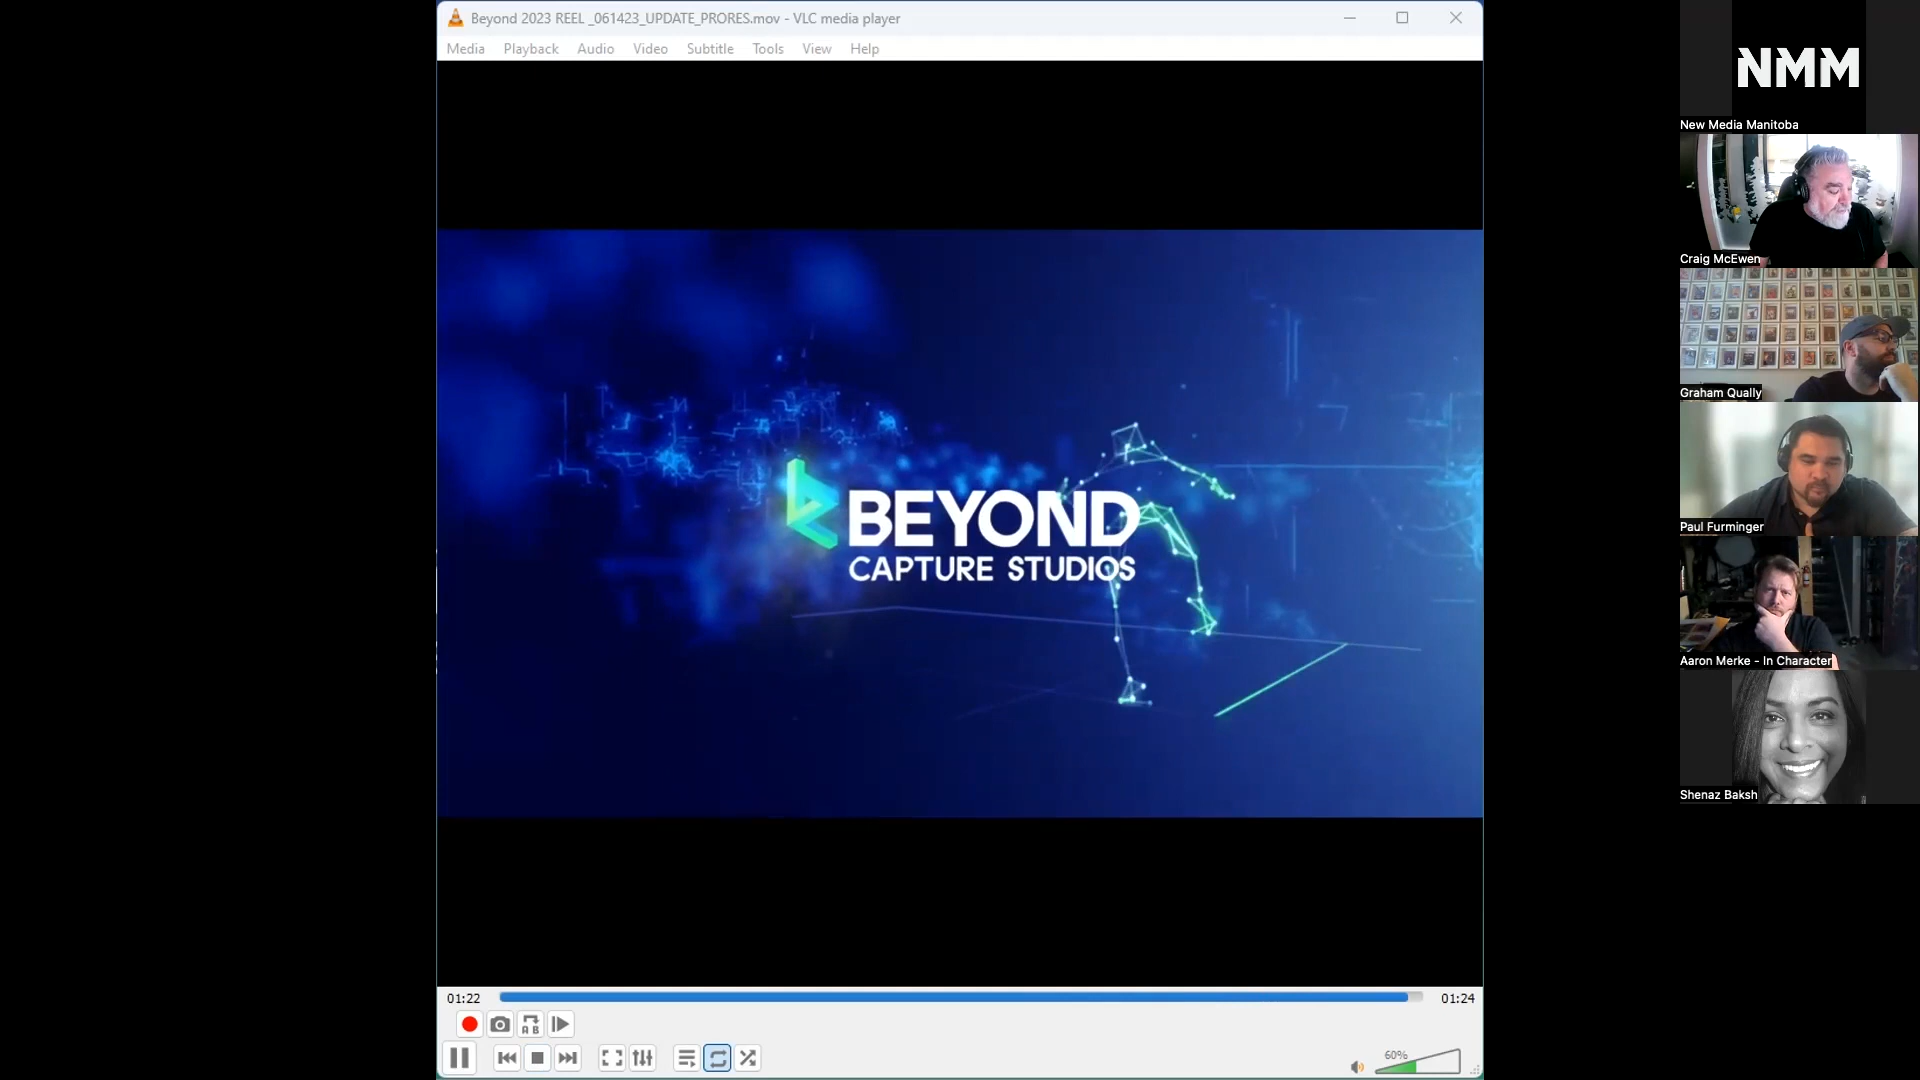 Beyond 2023 REEL _061423_UPDATE_PRORES.mov - VLC media player
Media Playback Audio Video Subtitle Tools View Help
BEYOND
CAPTURE STUDIOS
01:22
01:24
A B
60%
NMM
New Media Manitoba
Craig McEwen
Graham Qually
Paul Furminger
Aaron Merke - In Character
Shenaz Baksh